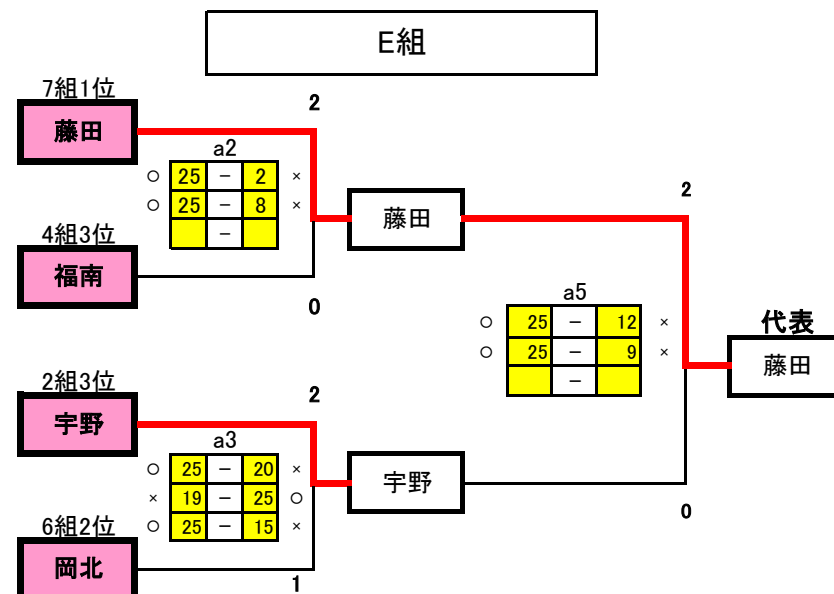 E組
7組1位
2
藤田
a2
○ 25 － 2 ×
○ 25 － 8 ×
－
藤田
2
4組3位
福南
0
a5
○ 25 － 12 ×
○ 25 － 9 ×
－
代表
藤田
2組3位
2
宇野
a3
○ 25 － 20 ×
× 19 － 25 ○
○ 25 － 15 ×
宇野
0
6組2位
岡北
1